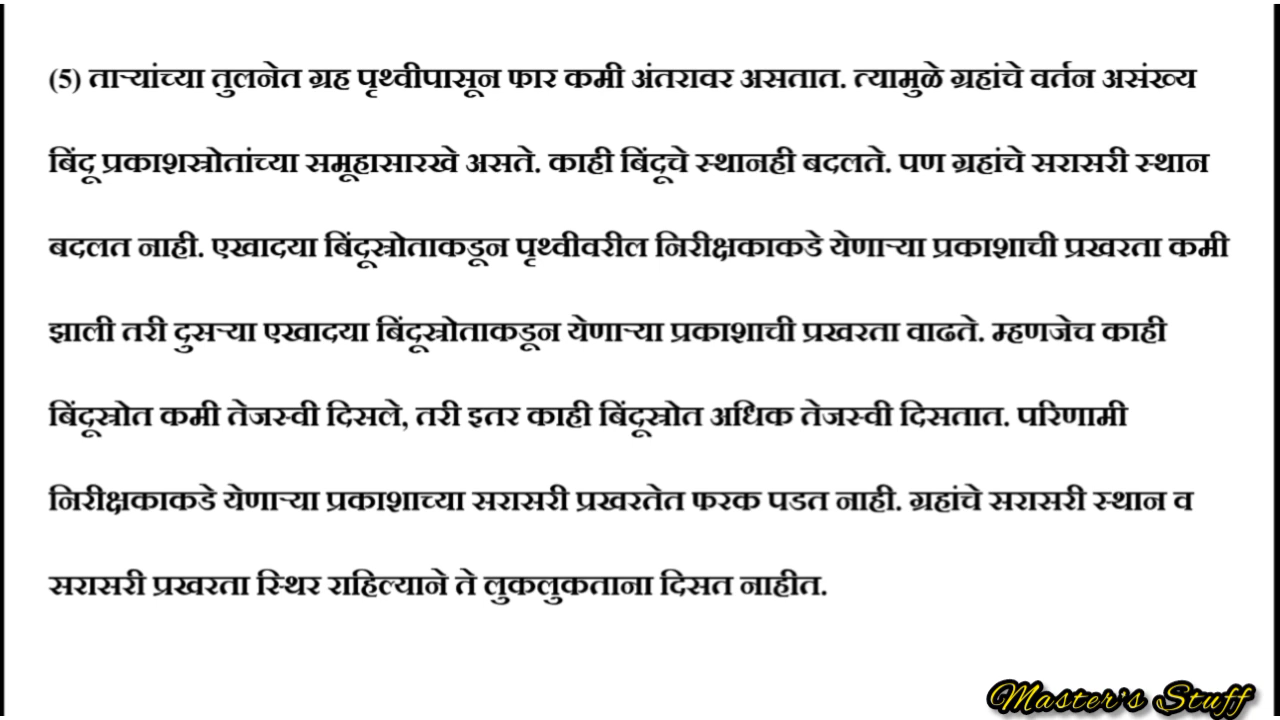 (5) ताऱ्यांच्या तुलनेत ग्रह पृथ्वीपासून फार कमी अंतरावर असतात. त्यामुळे ग्रहांचे वर्तन असंख्य
बिंदू प्रकाशस्रोतांच्या समूहासारखे असते. काही बिंदूचे स्थानही बदलते. पण ग्रहांचे सरासरी स्थान
बदलत नाही. एखादया बिंदूस्रोताकडून पृथ्वीवरील निरीक्षकाकडे येणाऱ्या प्रकाशाची प्रखरता कमी
झाली तरी दुसऱ्या एखादया बिंदूस्रोताकडून येणाऱ्या प्रकाशाची प्रखरता वाढते. म्हणजेच काही
बिंदूस्रोत कमी तेजस्वी दिसले, तरी इतर काही बिंदूस्रोत अधिक तेजस्वी दिसतात. परिणामी
निरीक्षकाकडे येणाऱ्या प्रकाशाच्या सरासरी प्रखरतेत फरक पडत नाही. ग्रहांचे सरासरी स्थान व
सरासरी प्रखरता स्थिर राहिल्याने ते लुकलुकताना दिसत नाहीत.
Master's Stuff